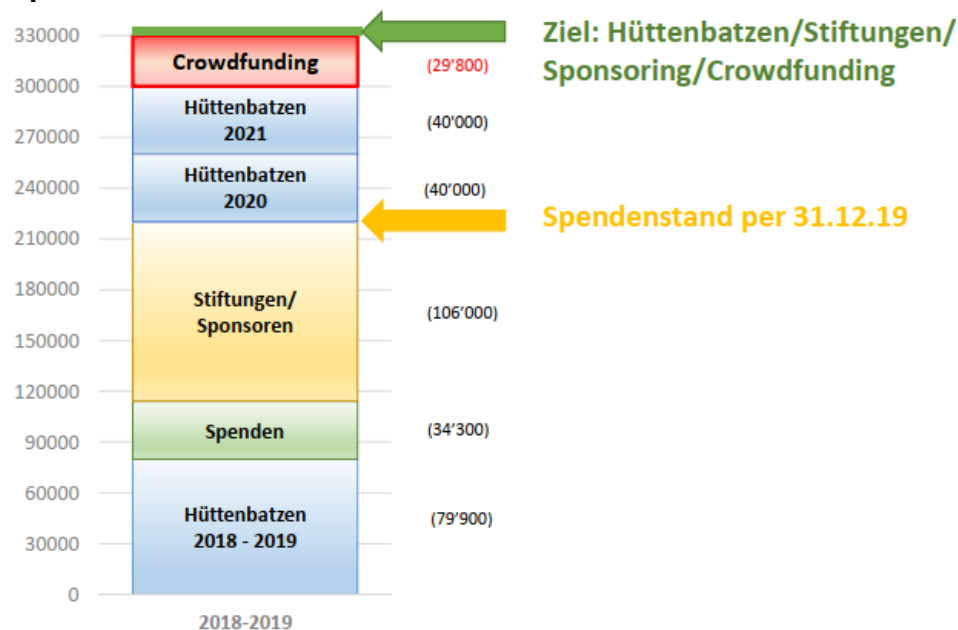 330000
300000
270000
240000
210000
180000
150000
120000
90000
60000
30000
0
Crowdfunding
(29'800)
Hüttenbatzen
2021
(40'000)
Hüttenbatzen
2020
(40’000)
Stiftungen/
Sponsoren
(106’000)
Spenden
(34’300)
Hüttenbatzen
2018 - 2019
(79’900)
2018-2019
Ziel: Hüttenbatzen/Stiftungen/
Sponsoring/Crowdfunding
Spendenstand per 31.12.19